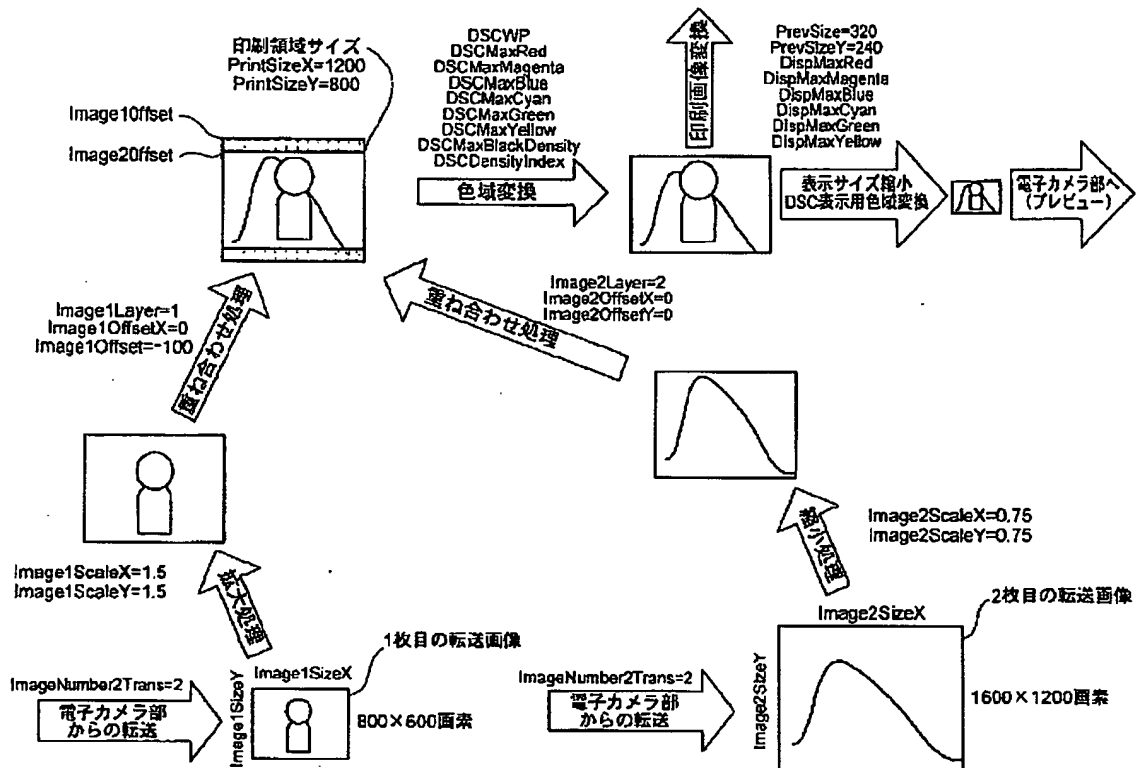 印刷領域サイズ
PrintSizeX=1200
PrintSizeY=800
Image1Offset
Image2Offset
DSCWP
DSCMaxRed
DSCMaxMagenta
DSCMaxBlue
DSCMaxCyan
DSCMaxGreen
DSCMaxYellow
DSCMaxBlackDensity
DSCDensityIndex
色域変換
印刷画像変換
PrevSize=320
PrevSizeY=240
DispMaxRed
DispMaxMagenta
DispMaxBlue
DispMaxCyan
DispMaxGreen
DispMaxYellow
表示サイズ縮小
DSC表示用色域変換
電子カメラ部へ
(プレビュー)
Image1Layer=1
Image1OffsetX=0
Image1Offset=-100
重ね合わせ処理
Image2Layer=2
Image2OffsetX=0
Image2OffsetY=0
重ね合わせ処理
Image1ScaleX=1.5
Image1ScaleY=1.5
拡大処理
Image2ScaleX=0.75
Image2ScaleY=0.75
縮小処理
ImageNumber2Trans=2
電子カメラ部
からの転送
Image1SizeX
Image1SizeY
1枚目の転送画像
800×600画素
ImageNumber2Trans=2
電子カメラ部
からの転送
Image2SizeX
Image2SizeY
2枚目の転送画像
1600×1200画素